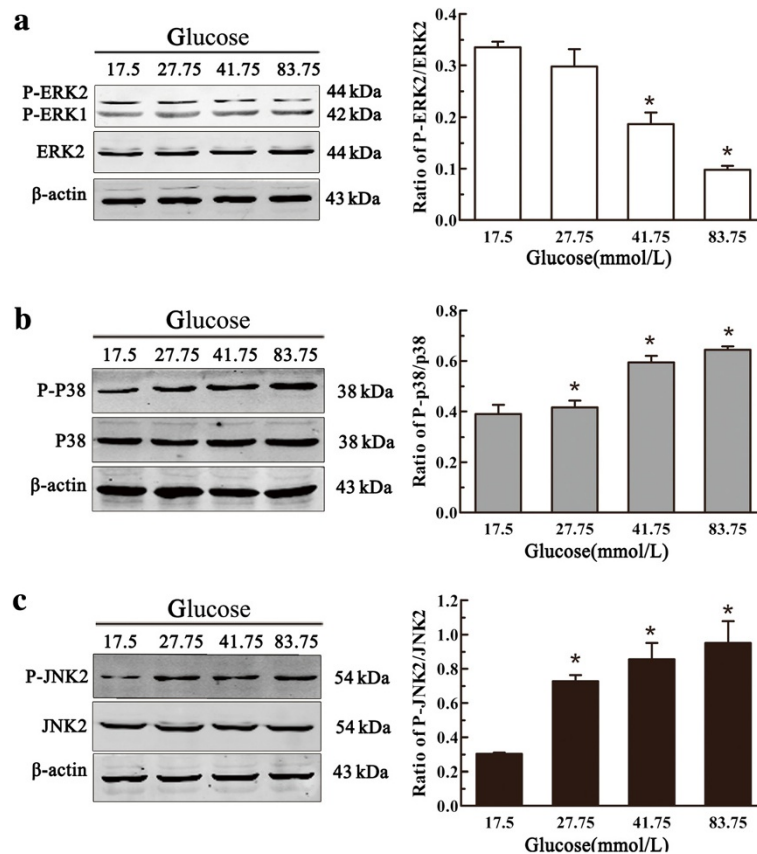 a
Glucose
17.5 27.75 41.75 83.75
P-ERK2 44 kDa
P-ERK1 42 kDa
ERK2 44 kDa
β-actin 43 kDa
Ratio of P-ERK2/ERK2
0.4
0.3
0.2
0.1
0.0
* *
17.5 27.75 41.75 83.75
Glucose(mmol/L)
b
Glucose
17.5 27.75 41.75 83.75
P-P38 38 kDa
P38 38 kDa
β-actin 43 kDa
Ratio of P-p38/p38
0.8
0.6
0.4
0.2
0.0
* * *
17.5 27.75 41.75 83.75
Glucose(mmol/L)
c
Glucose
17.5 27.75 41.75 83.75
P-JNK2 54 kDa
JNK2 54 kDa
β-actin 43 kDa
Ratio of P-JNK2/JNK2
1.2
1.0
0.8
0.6
0.4
0.2
0.0
* * *
17.5 27.75 41.75 83.75
Glucose(mmol/L)